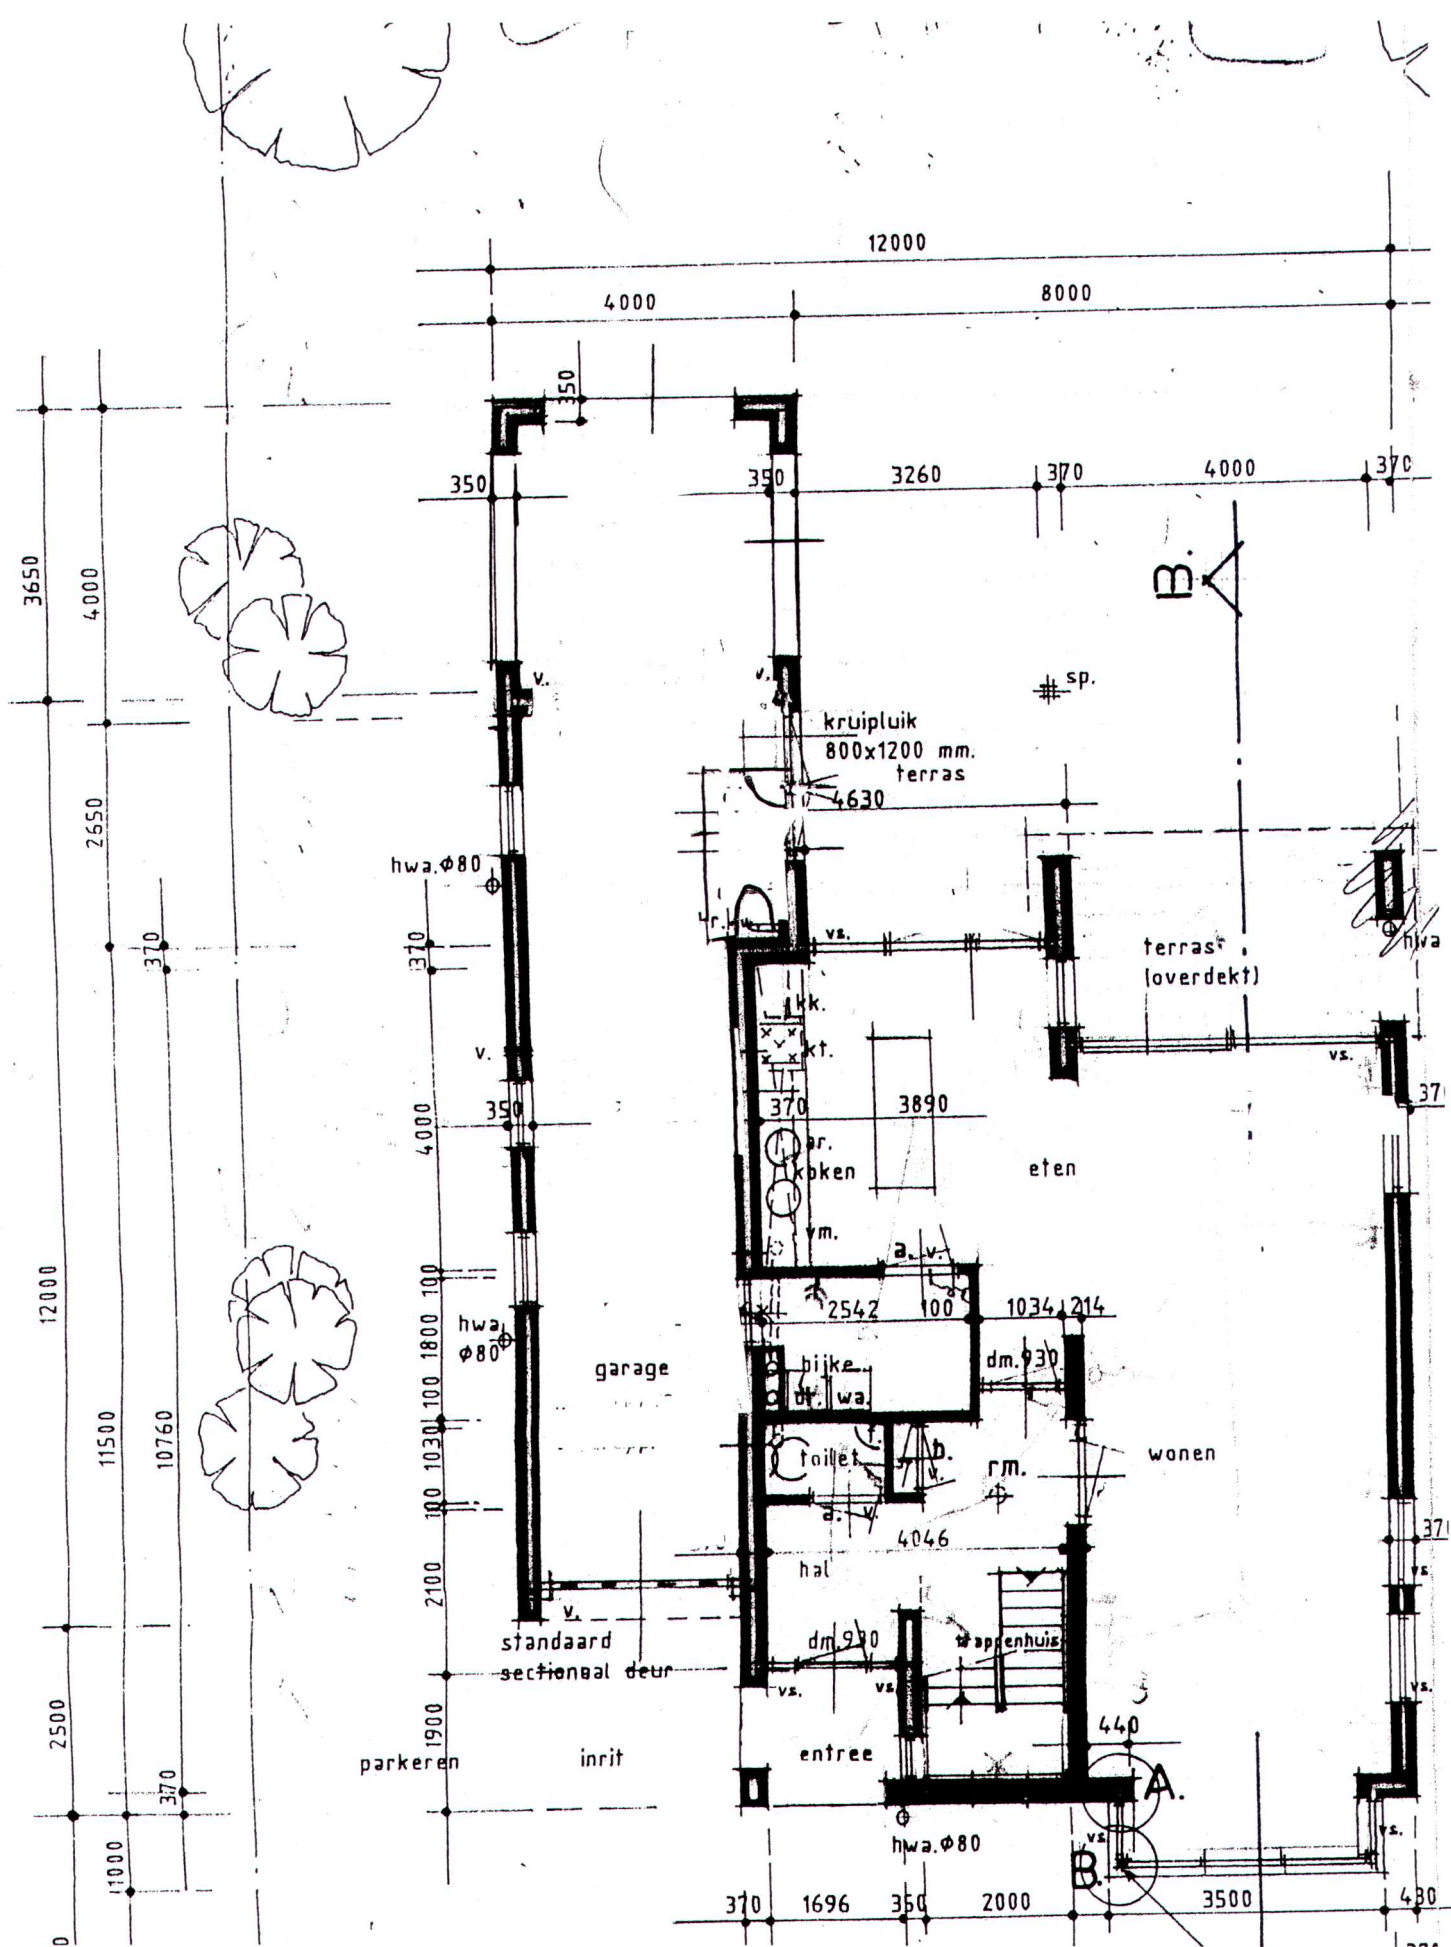 12000
4000
8000
350
350
350
3260
370
4000
370
3650
4000
B.
v.
v.
sp.
kruipluik
800x1200 mm.
terras
4630
2650
hwa.φ80
370
370
vs.
terras
(overdekt)
hwa
kk.
kt.
v.
vs.
350
370
3890
4000
ar.
koken
eten
m.
a. v.
12000
100
2542
100
1034
214
hwa
φ80
1800
garage
bijke
dm.930
wa.
100
11500
10760
1030
toilet
b.
v.
rm.
wonen
100
a. v.
4046
hal
2100
vs
v.
standaard
sectionaal deur
dm.930
trappenhuis
vs.
vs.
vs.
2500
1900
440
parkeren
inrit
entree
370
A.
hwa.φ80
vs
vs.
B.
1000
370
1696
350
2000
3500
430